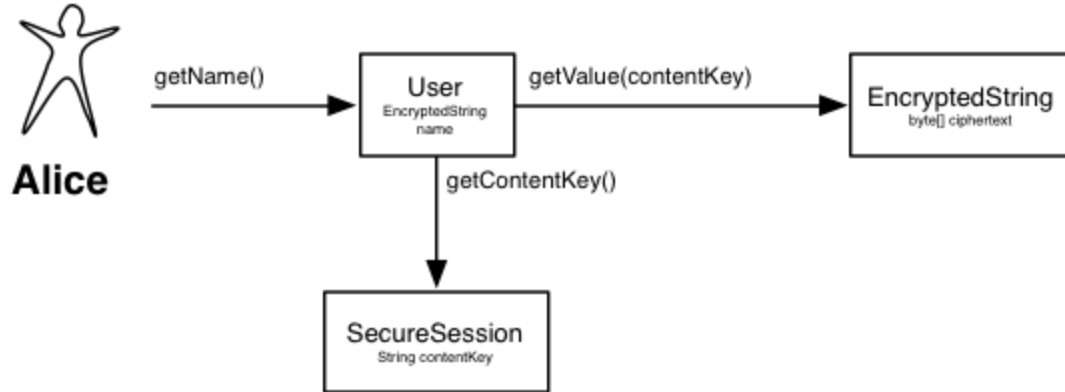 getName()
User
EncryptedString
name
getValue(contentKey)
EncryptedString
byte[] ciphertext
Alice
getContentKey()
SecureSession
String contentKey